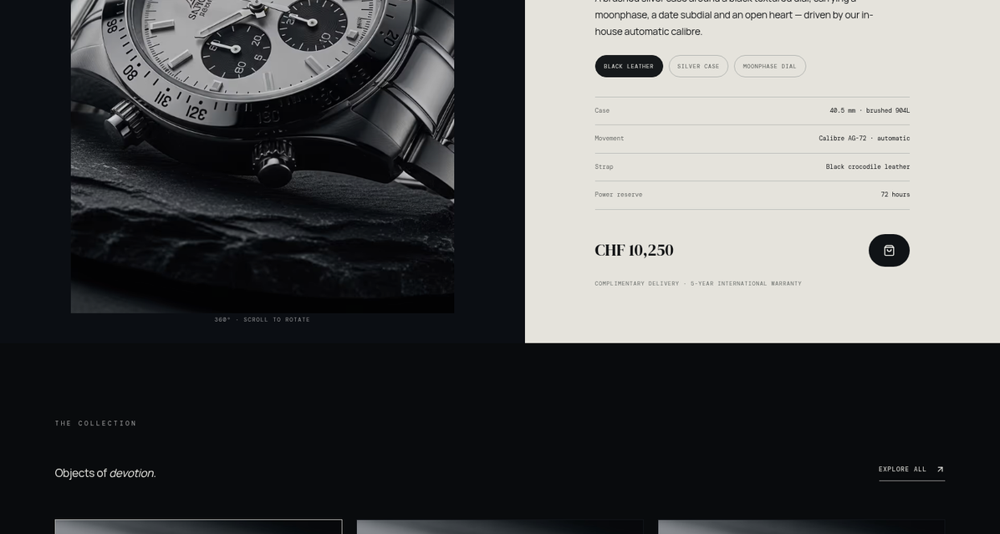 moonphase, a date subdial and an open heart — driven by our in-
house automatic calibre.
BLACK LEATHER
SILVER CASE
MOONPHASE DIAL
Case 40.5 mm · brushed 904L
Movement Calibre AG-72 · automatic
Strap Black crocodile leather
Power reserve 72 hours
CHF 10,250
COMPLIMENTARY DELIVERY · 5-YEAR INTERNATIONAL WARRANTY
360° · SCROLL TO ROTATE
THE COLLECTION
Objects of devotion.
EXPLORE ALL